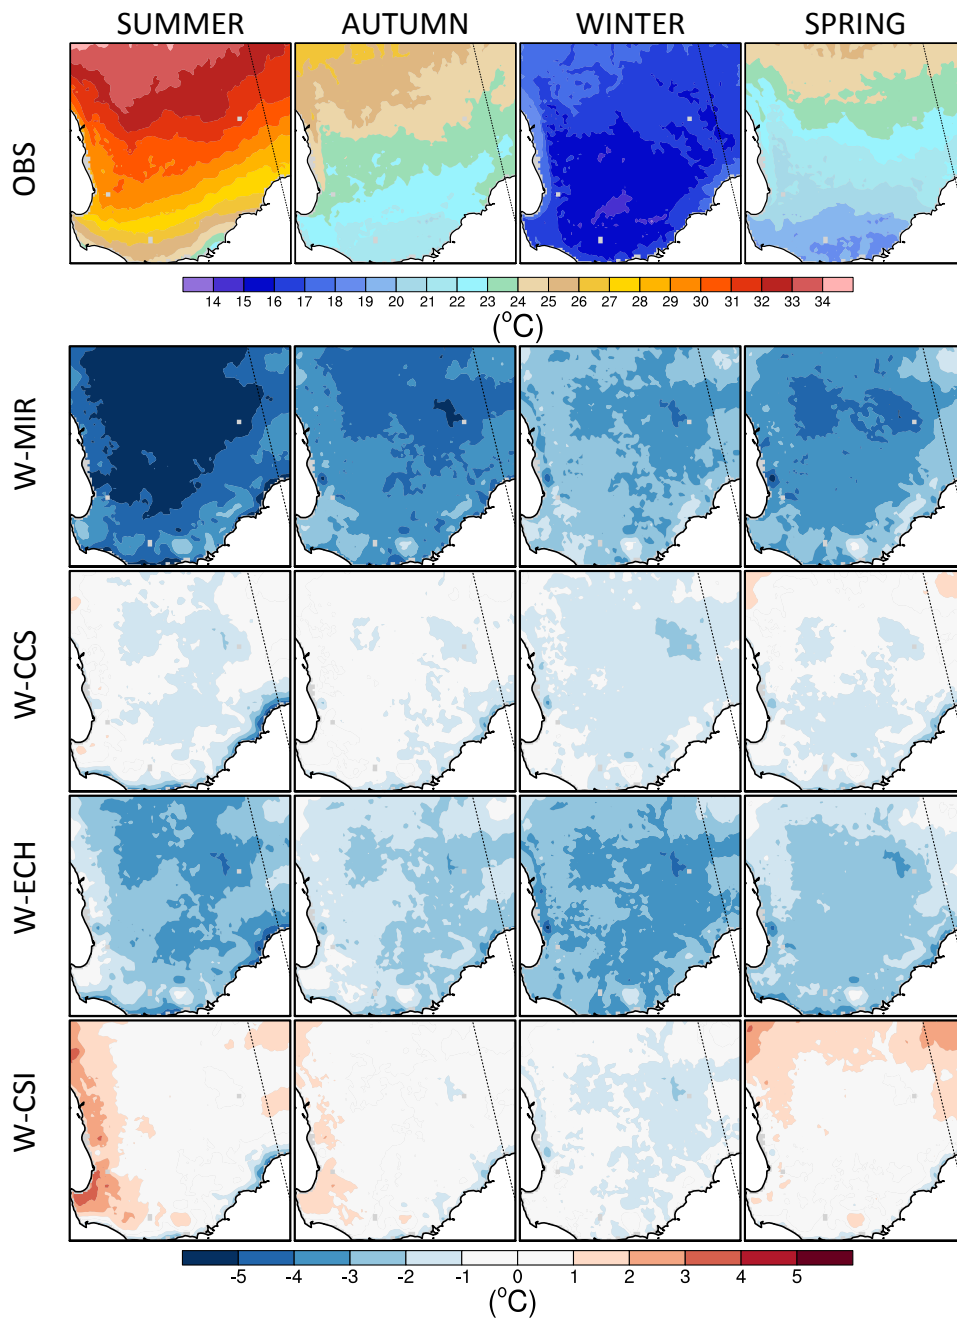 SUMMER AUTUMN WINTER SPRING
OBS
14 15 16 17 18 19 20 21 22 23 24 25 26 27 28 29 30 31 32 33 34
(°C)
W-MIR
W-CCS
W-ECH
W-CSI
-5 -4 -3 -2 -1 0 1 2 3 4 5
(°C)